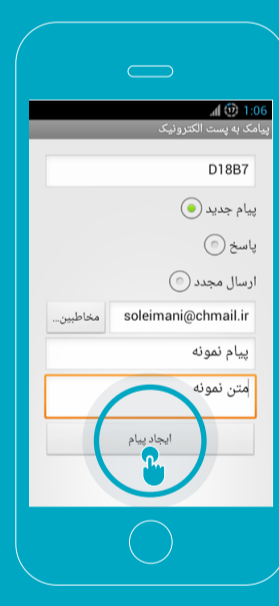 1:06
پیامک به پست الکترونیک
D18B7
پیام جدید
پاسخ
ارسال مجدد
soleimani@chmail.ir مخاطبین...
پیام نمونه
متن نمونه
ایجاد پیام